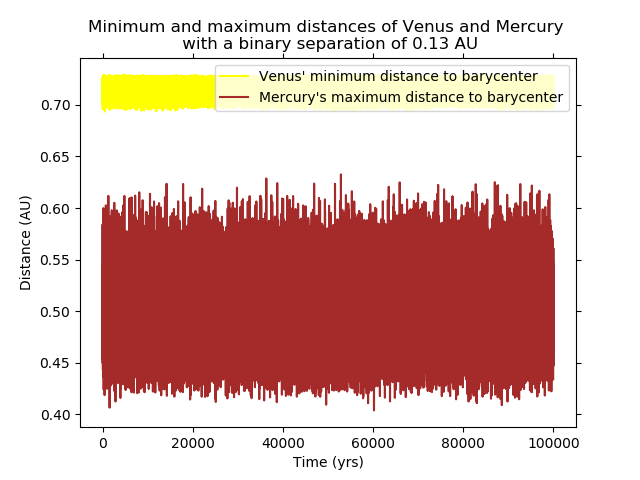 Minimum and maximum distances of Venus and Mercury
with a binary separation of 0.13 AU
Venus' minimum distance to barycenter
Mercury's maximum distance to barycenter
Distance (AU)
0.70
0.65
0.60
0.55
0.50
0.45
0.40
0
20000
40000
60000
80000
100000
Time (yrs)